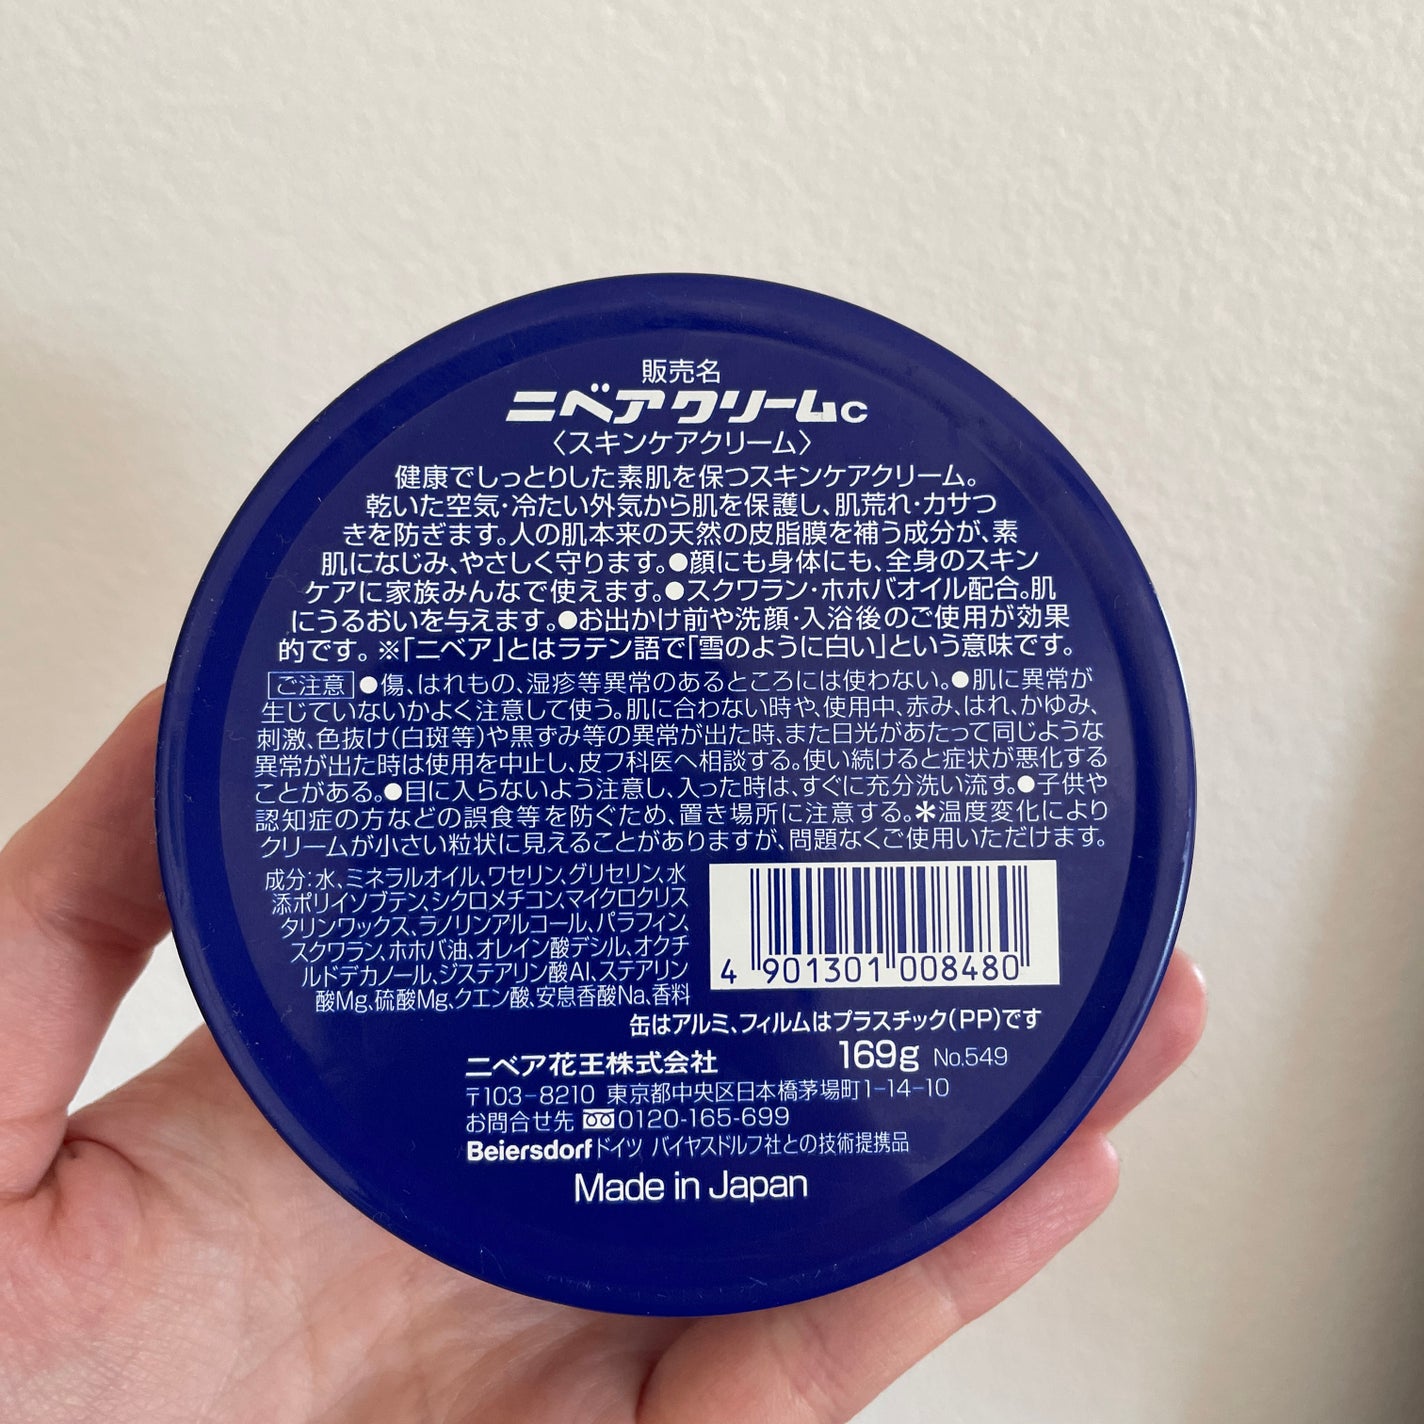 販売名
ニベアクリームC
〈スキンケアクリーム〉
健康でしっとりした素肌を保つスキンケアクリーム。
乾いた空気・冷たい外気から肌を保護し、肌荒れ・カサつ
きを防ぎます。人の肌本来の天然の皮脂膜を補う成分が、素
肌になじみ、やさしく守ります。●顔にも身体にも、全身のスキン
ケアに家族みんなで使えます。●スクワラン・ホホバオイル配合。肌
にうるおいを与えます。●お出かけ前や洗顔・入浴後のご使用が効果
的です。※「ニベア」とはラテン語で「雪のように白い」という意味です。
ご注意 ●傷、はれもの、湿疹等異常のあるところには使わない。●肌に異常が
生じていないかよく注意して使う。肌に合わない時や、使用中、赤み、はれ、かゆみ、
刺激、色抜け(白斑等)や黒ずみ等の異常が出た時、また日光があたって同じような
異常が出た時は使用を中止し、皮フ科医へ相談する。使い続けると症状が悪化する
ことがある。●目に入らないよう注意し、入った時は、すぐに充分洗い流す。●子供や
認知症の方などの誤食等を防ぐため、置き場所に注意する。＊温度変化により
クリームが小さい粒状に見えることがありますが、問題なくご使用いただけます。
成分:水、ミネラルオイル、ワセリン、グリセリン、水
添ポリイソブテン、シクロメチコン、マイクロクリス
タリンワックス、ラノリンアルコール、パラフィン、
スクワラン、ホホバ油、オレイン酸デシル、オクチ
ルドデカノール、ジステアリン酸Al、ステアリン
酸Mg、硫酸Mg、クエン酸、安息香酸Na、香料
4 901301 008480
缶はアルミ、フィルムはプラスチック(PP)です
ニベア花王株式会社 169g No.549
〒103-8210 東京都中央区日本橋茅場町1-14-10
お問合せ先 0120-165-699
Beiersdorf ドイツ バイヤスドルフ社との技術提携品
Made in Japan